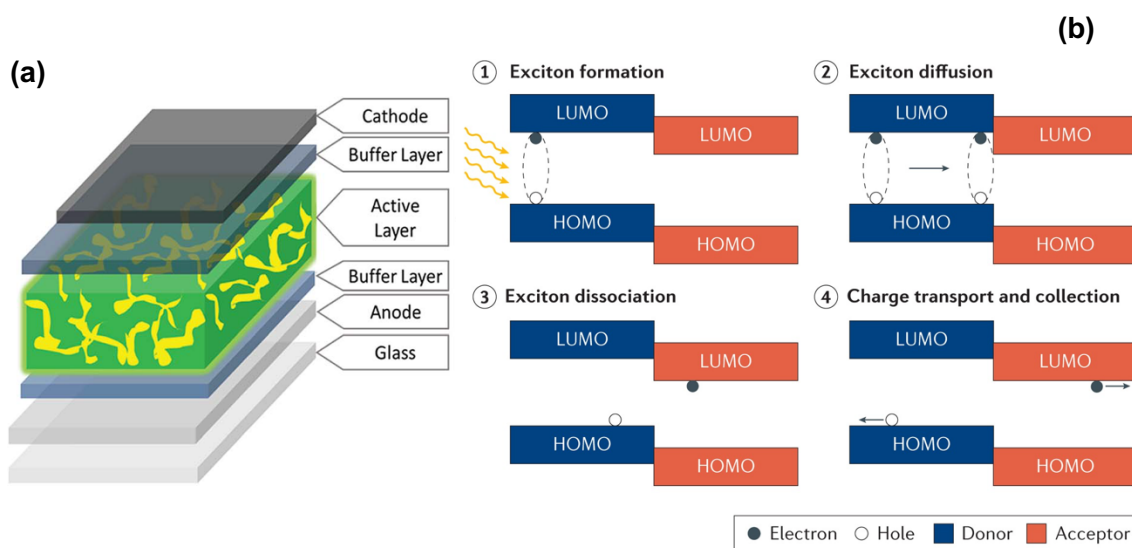 (a)
Cathode
Buffer Layer
Active
Layer
Buffer Layer
Anode
Glass
(b)
1 Exciton formation
LUMO
LUMO
HOMO
HOMO
2 Exciton diffusion
LUMO
LUMO
HOMO
HOMO
3 Exciton dissociation
LUMO
LUMO
HOMO
HOMO
4 Charge transport and collection
LUMO
LUMO
HOMO
HOMO
Electron Hole Donor Acceptor